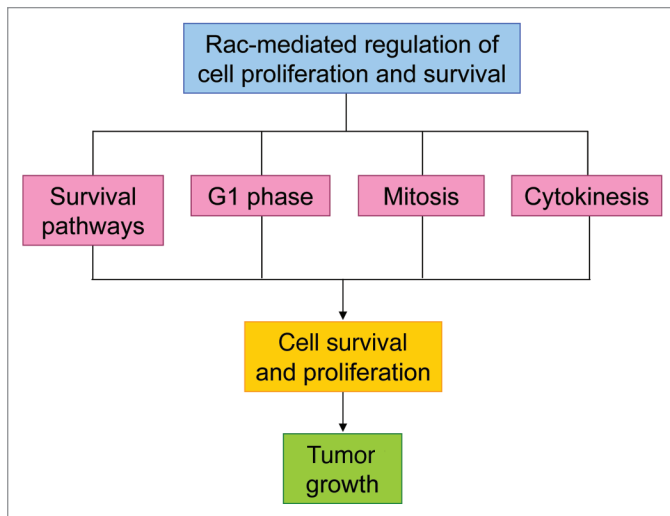 Rac-mediated regulation of
cell proliferation and survival
Survival
pathways
G1 phase
Mitosis
Cytokinesis
Cell survival
and proliferation
Tumor
growth